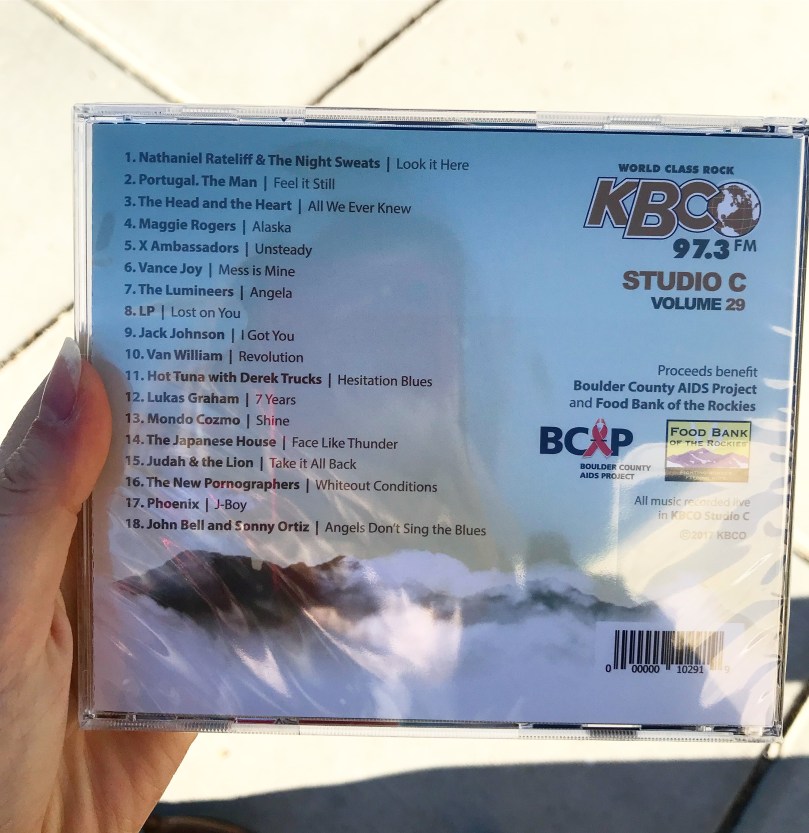 1. Nathaniel Rateliff & The Night Sweats | Look it Here
2. Portugal. The Man | Feel it Still
3. The Head and the Heart | All We Ever Knew
4. Maggie Rogers | Alaska
5. X Ambassadors | Unsteady
6. Vance Joy | Mess is Mine
7. The Lumineers | Angela
8. LP | Lost on You
9. Jack Johnson | I Got You
10. Van William | Revolution
11. Hot Tuna with Derek Trucks | Hesitation Blues
12. Lukas Graham | 7 Years
13. Mondo Cozmo | Shine
14. The Japanese House | Face Like Thunder
15. Judah & the Lion | Take it All Back
16. The New Pornographers | Whiteout Conditions
17. Phoenix | J-Boy
18. John Bell and Sonny Ortiz | Angels Don't Sing the Blues
WORLD CLASS ROCK
KBCO
97.3 FM
STUDIO C
VOLUME 29
Proceeds benefit
Boulder County AIDS Project
and Food Bank of the Rockies
BCAP
BOULDER COUNTY
AIDS PROJECT
FOOD BANK
OF THE ROCKIES
All music recorded live
in KBCO Studio C
©2017 KBCO
0 00000 10291 9